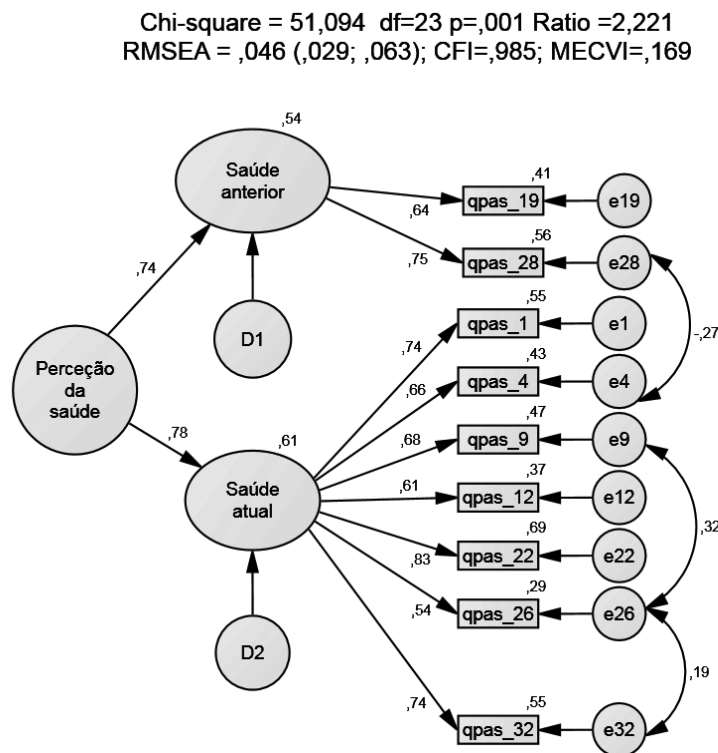 Chi-square = 51,094 df=23 p=,001 Ratio =2,221
RMSEA = ,046 (,029; ,063); CFI=,985; MECVI=,169
,54
Saúde
anterior
,41
qpas_19
e19
,64
,56
qpas_28
e28
,75
,74
D1
,55
qpas_1
e1
-,27
,74
Perceção
da
saúde
,43
qpas_4
e4
,66
,78
,61
,47
qpas_9
e9
,68
Saúde
atual
,37
qpas_12
e12
,61
,32
,69
qpas_22
e22
,83
,29
qpas_26
e26
,54
D2
,19
,74
,55
qpas_32
e32